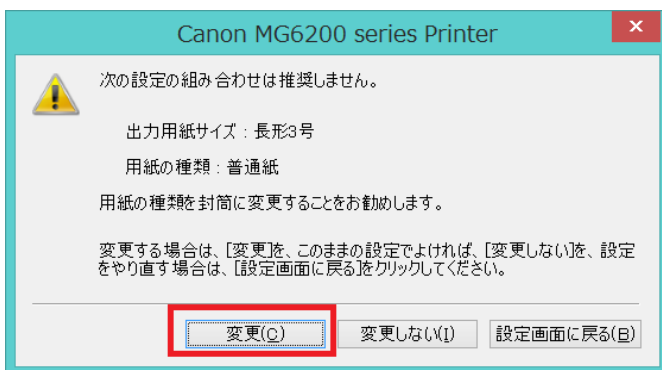 Canon MG6200 series Printer
次の設定の組み合わせは推奨しません。
出力用紙サイズ : 長形3号
用紙の種類 : 普通紙
用紙の種類を封筒に変更することをお勧めします。
変更する場合は、[変更]を、このままの設定でよければ、[変更しない]を、設定
をやり直す場合は、[設定画面に戻る]をクリックしてください。
変更(C) 変更しない(I) 設定画面に戻る(B)